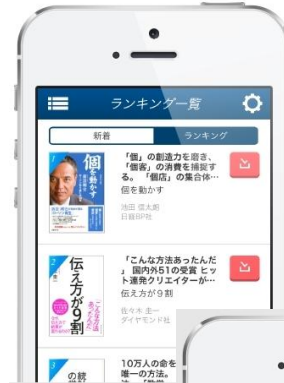 ランキング一覧
新着
ランキング
1
個を動かす
「個」の創造力を磨き、
「個客」の消費を捕捉す
る。「個店」の集合体…
個を動かす
池田 信太朗
日経BP社
2
伝え方が9割
「こんな方法あったんだ
」 国内外51の受賞 ヒッ
ト連発クリエイターが…
伝え方が9割
佐々木 圭一
ダイヤモンド社
3
10万人の命を
唯一の方法。